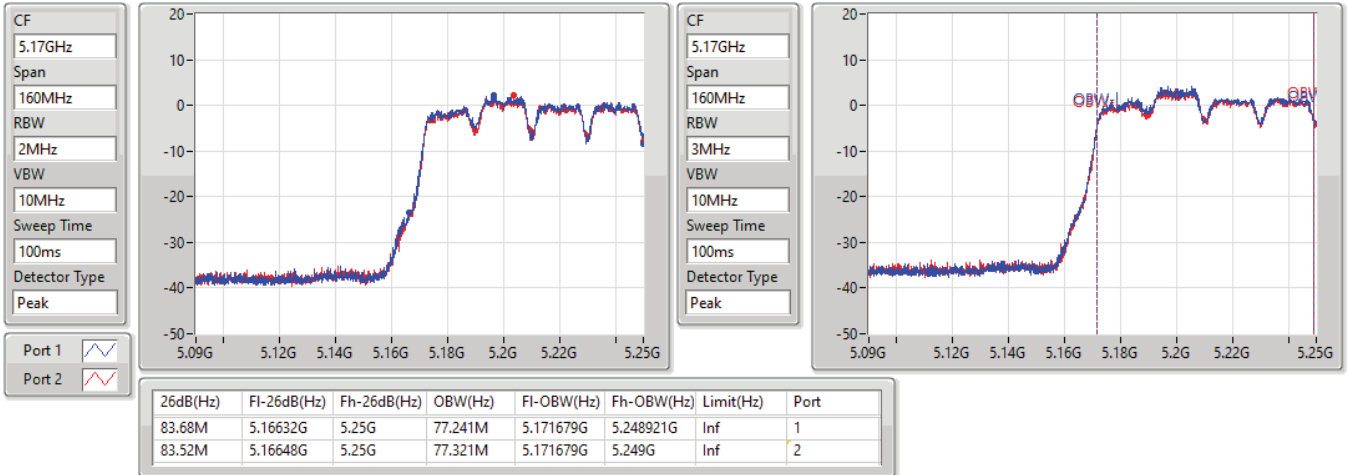 CF
5.17GHz
Span
160MHz
RBW
2MHz
VBW
10MHz
Sweep Time
100ms
Detector Type
Peak
Port 1
Port 2
20-
10-
0-
-10-
-20-
-30-
-40-
-50-
5.09G 5.12G 5.14G 5.16G 5.18G 5.2G 5.22G 5.25G
CF
5.17GHz
Span
160MHz
RBW
3MHz
VBW
10MHz
Sweep Time
100ms
Detector Type
Peak
20-
10-
0-
-10-
-20-
-30-
-40-
-50-
OBW-L OBW
5.09G 5.12G 5.14G 5.16G 5.18G 5.2G 5.22G 5.25G
26dB(Hz) Fl-26dB(Hz) Fh-26dB(Hz) OBW(Hz) Fl-OBW(Hz) Fh-OBW(Hz) Limit(Hz) Port
83.68M 5.16632G 5.25G 77.241M 5.171679G 5.248921G Inf 1
83.52M 5.16648G 5.25G 77.321M 5.171679G 5.249G Inf 2